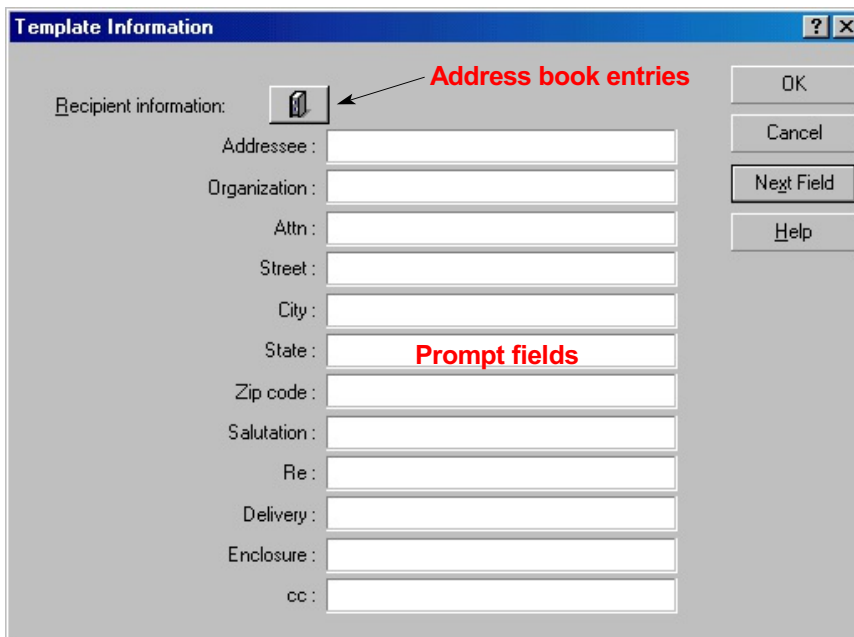 Template Information
Address book entries
Recipient information:
OK
Addressee :
Cancel
Organization :
Next Field
Attn :
Help
Street :
City :
State :
Prompt fields
Zip code :
Salutation :
Re :
Delivery :
Enclosure :
cc :